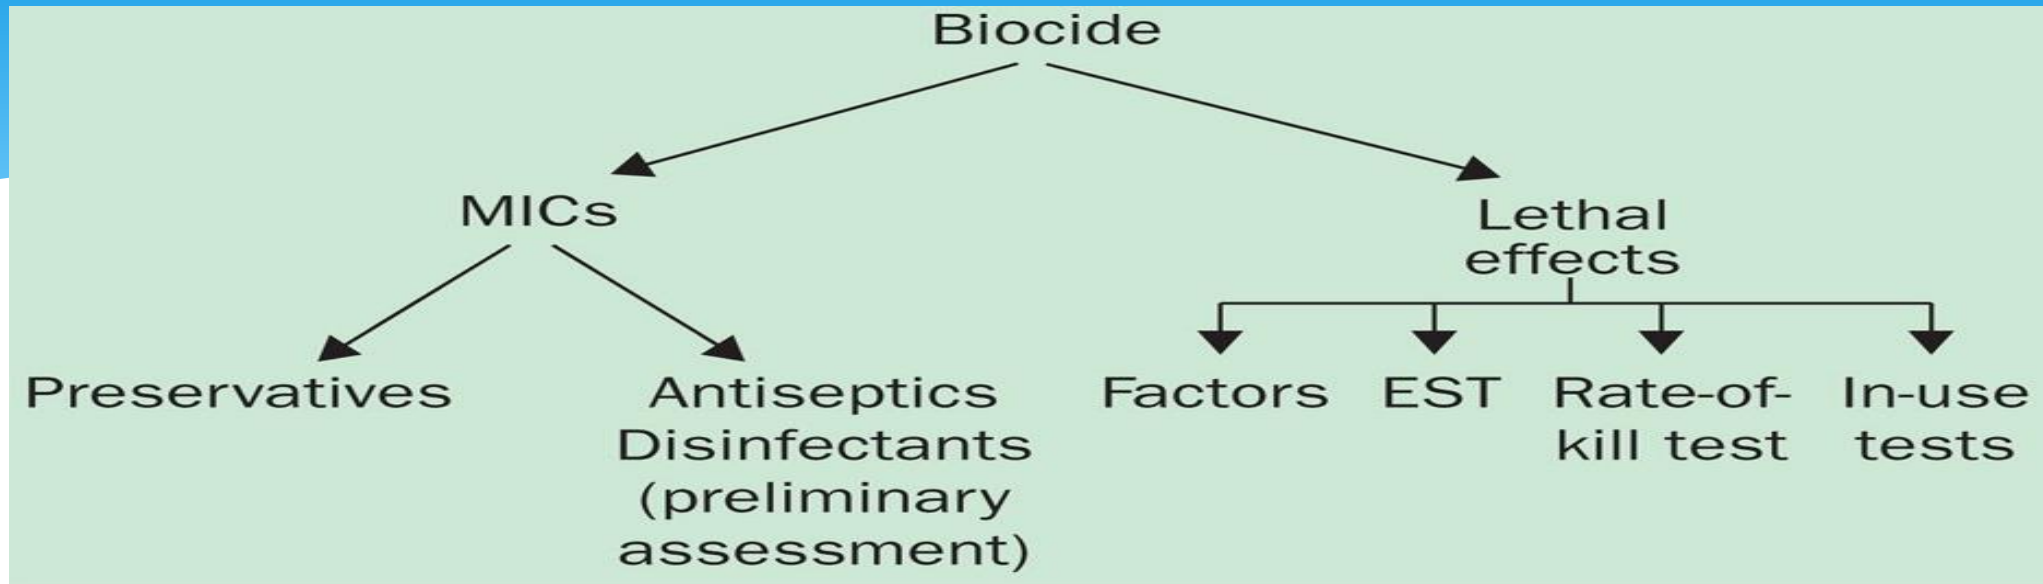 Biocide
MICs
Lethal
effects
Preservatives
Antiseptics
Disinfectants
(preliminary
assessment)
Factors
EST
Rate-of-
kill test
In-use
tests